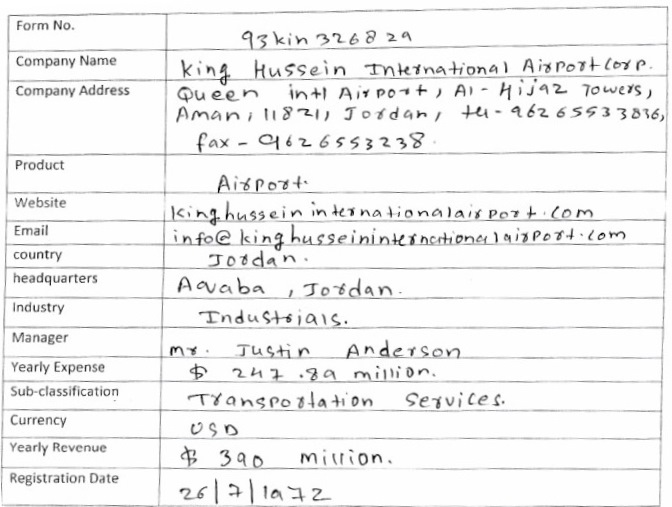 Form No. 93kin326829
Company Name King Hussein International Airport Corp.
Company Address Queen intl Airport, Al-Hijaz Towers,
Aman, 11821, Jordan, tel-962 65533836,
fax - 9626553238.
Product Airport.
Website kinghusseininternationalairport.com
Email info@kinghusseininternationalairport.com
country Jordan.
headquarters Aqaba, Jordan.
Industry Industrials.
Manager mr. Justin Anderson
Yearly Expense $ 247.89 million.
Sub-classification Transportation Services.
Currency USD
Yearly Revenue $ 390 million.
Registration Date 26/7/1972